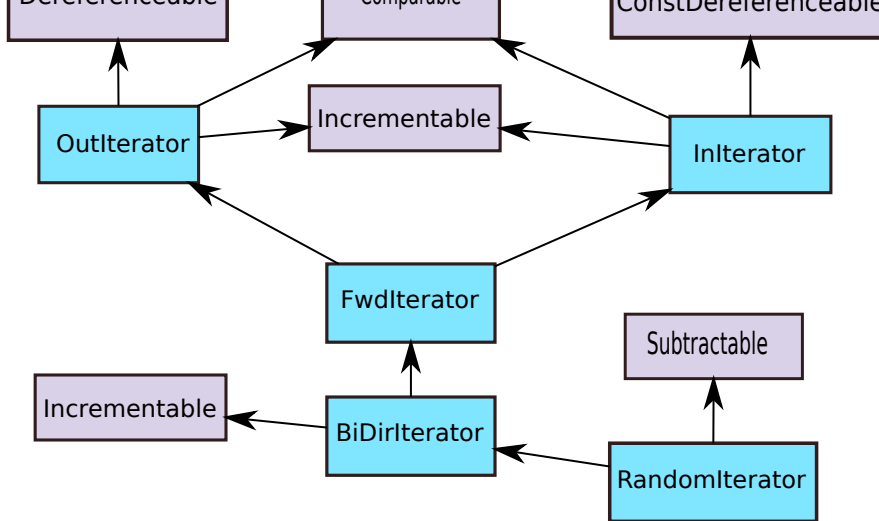 Dereferenceable
Comparable
ConstDereferenceable
Incrementable
OutIterator
InIterator
FwdIterator
Subtractable
Incrementable
BiDirIterator
RandomIterator